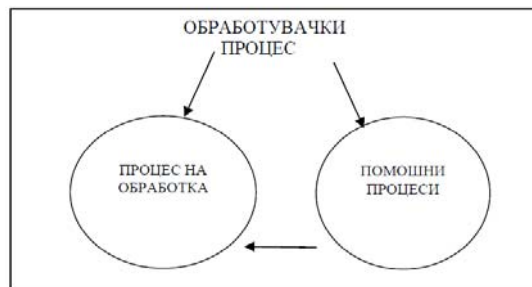 ОБРАБОТУВАЧКИ
ПРОЦЕС
ПРОЦЕС НА
ОБРАБОТКА
ПОМОШНИ
ПРОЦЕСИ